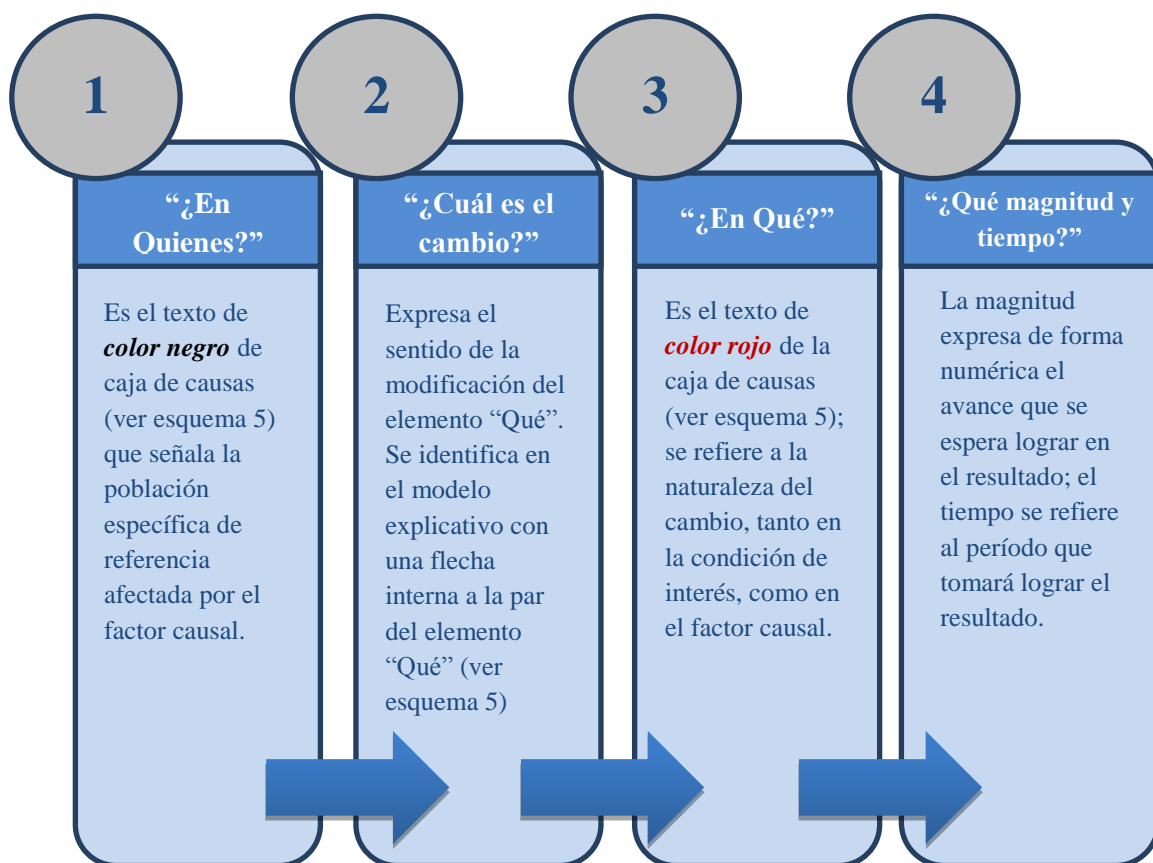 1
“¿En
Quienes?”
Es el texto de
color negro de
caja de causas
(ver esquema 5)
que señala la
población
específica de
referencia
afectada por el
factor causal.
2
“¿Cuál es el
cambio?”
Expresa el
sentido de la
modificación del
elemento “Qué”.
Se identifica en
el modelo
explicativo con
una flecha
interna a la par
del elemento
“Qué” (ver
esquema 5)
3
“¿En Qué?”
Es el texto de
color rojo de la
caja de causas
(ver esquema 5);
se refiere a la
naturaleza del
cambio, tanto en
la condición de
interés, como en
el factor causal.
4
“¿Qué magnitud y
tiempo?”
La magnitud
expresa de forma
numérica el
avance que se
espera lograr en
el resultado; el
tiempo se refiere
al período que
tomará lograr el
resultado.